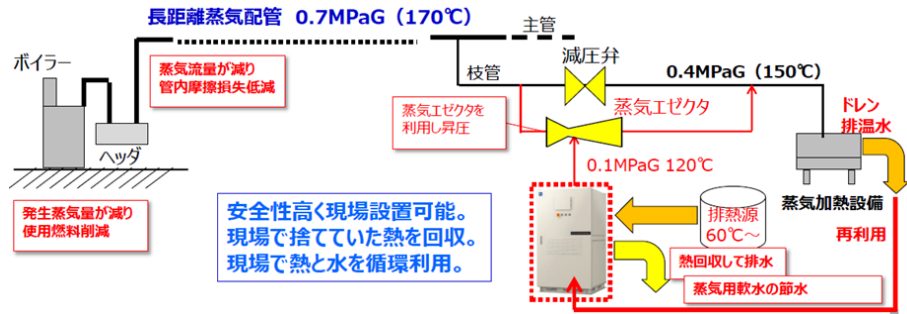 長距離蒸気配管 0.7MPaG（170℃）
主管
ボイラー
蒸気流量が減り
管内摩擦損失低減
枝管
減圧弁
0.4MPaG（150℃）
蒸気エゼクタを
利用し昇圧
蒸気エゼクタ
ドレン
排温水
ヘッダ
0.1MPaG 120℃
発生蒸気量が減り
使用燃料削減
安全性高く現場設置可能。
現場で捨てていた熱を回収。
現場で熱と水を循環利用。
排熱源
60℃～
蒸気加熱設備
再利用
熱回収して排水
蒸気用軟水の節水